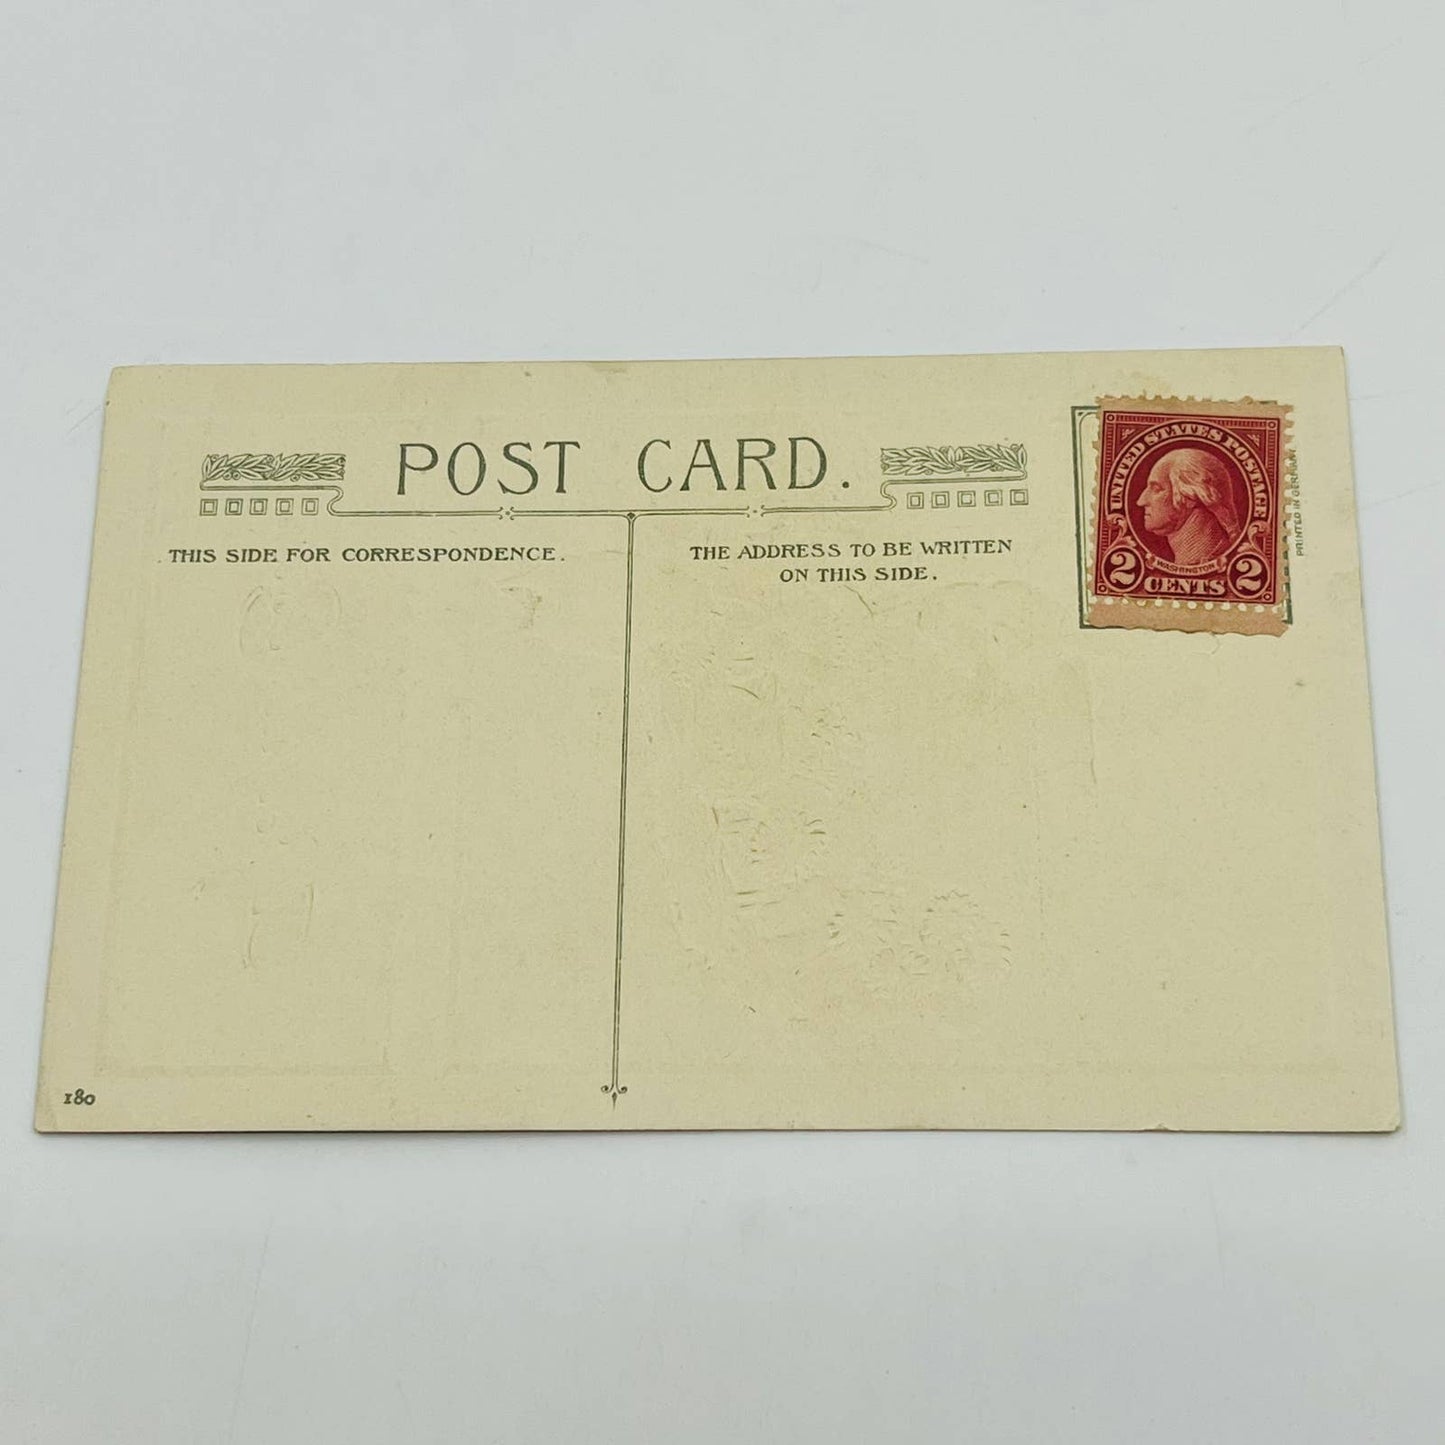 POST CARD.
THIS SIDE FOR CORRESPONDENCE.
THE ADDRESS TO BE WRITTEN
ON THIS SIDE.
UNITED STATES POSTAGE
WASHINGTON
2 CENTS 2
PRINTED IN GERMANY
180